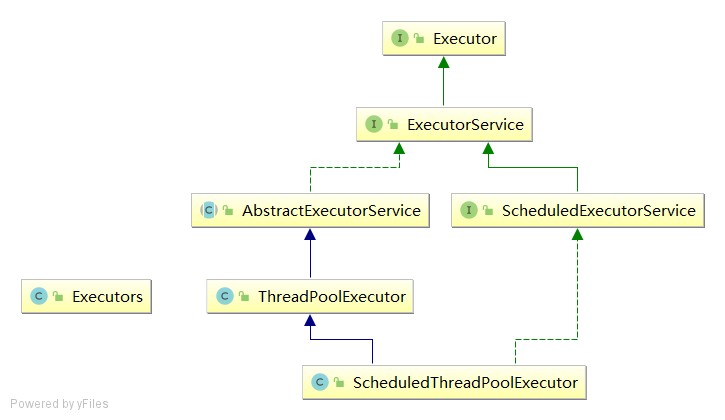 I Executor
I ExecutorService
C AbstractExecutorService
I ScheduledExecutorService
C Executors
C ThreadPoolExecutor
C ScheduledThreadPoolExecutor
Powered by yFiles